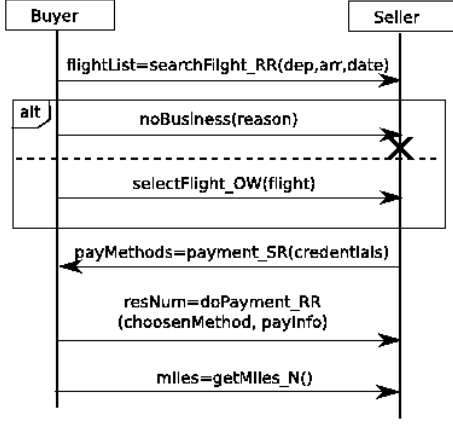 Buyer
Seller
flightList=searchFilght_RR(dep,arr,date)
alt
noBusiness(reason)
selectFlight_OW(flight)
payMethods=payment_SR(credentials)
resNum=doPayment_RR
(choosenMethod, payInfo)
miles=getMiles_N()